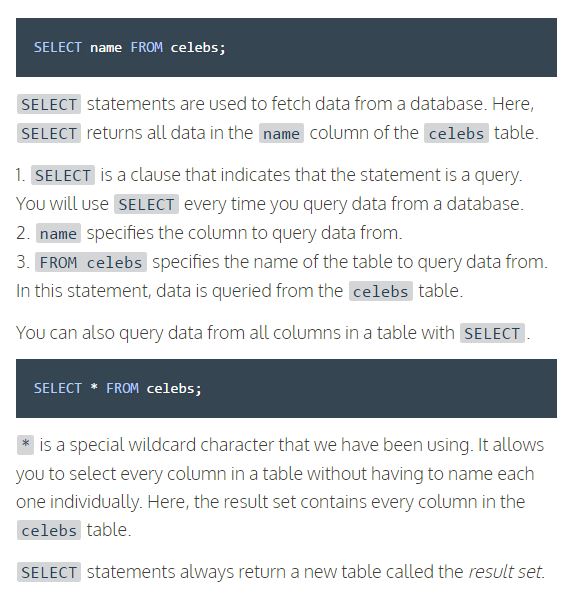 SELECT name FROM celebs;
SELECT statements are used to fetch data from a database. Here,
SELECT returns all data in the name column of the celebs table.
1. SELECT is a clause that indicates that the statement is a query.
You will use SELECT every time you query data from a database.
2. name specifies the column to query data from.
3. FROM celebs specifies the name of the table to query data from.
In this statement, data is queried from the celebs table.
You can also query data from all columns in a table with SELECT.
SELECT * FROM celebs;
* is a special wildcard character that we have been using. It allows
you to select every column in a table without having to name each
one individually. Here, the result set contains every column in the
celebs table.
SELECT statements always return a new table called the result set.